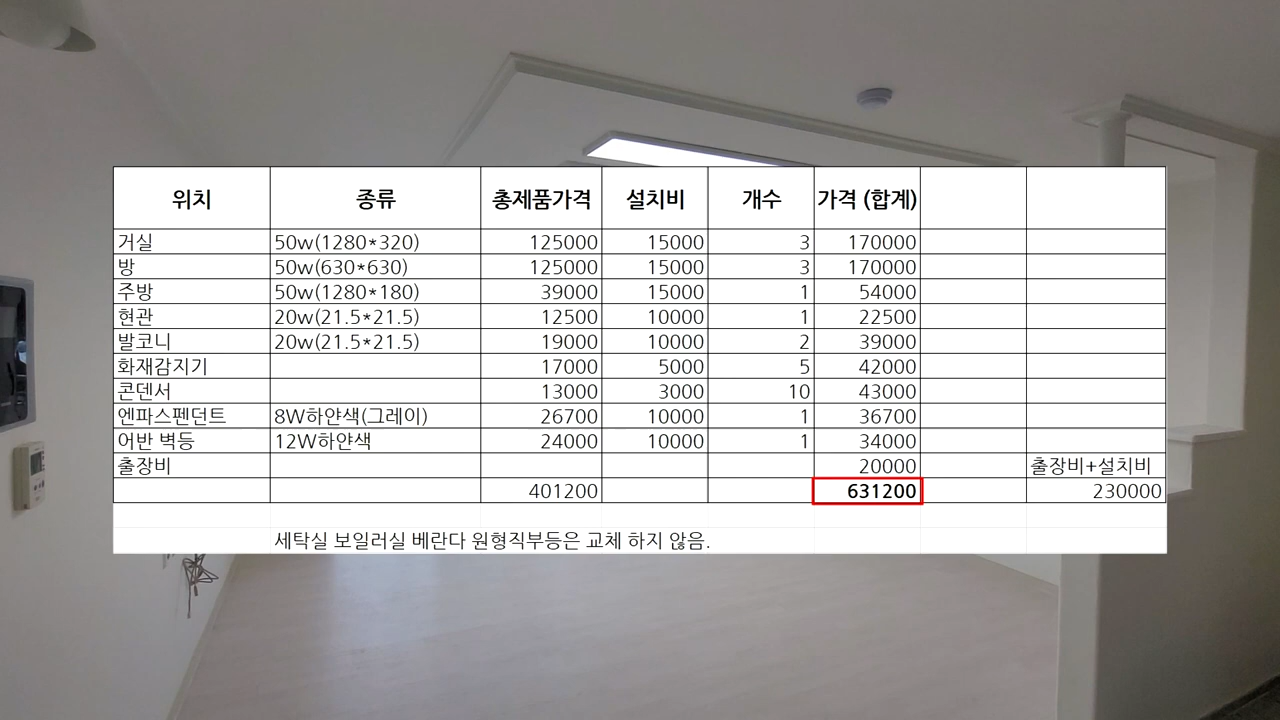 위치 종류 총제품가격 설치비 개수 가격 (합계)
거실 50w(1280*320) 125000 15000 3 170000
방 50w(630*630) 125000 15000 3 170000
주방 50w(1280*180) 39000 15000 1 54000
현관 20w(21.5*21.5) 12500 10000 1 22500
발코니 20w(21.5*21.5) 19000 10000 2 39000
화재감지기 17000 5000 5 42000
콘덴서 13000 3000 10 43000
엔파스펜던트 8W하얀색(그레이) 26700 10000 1 36700
어반 벽등 12W하얀색 24000 10000 1 34000
출장비 20000 출장비+설치비
401200 631200 230000
세탁실 보일러실 베란다 원형직부등은 교체 하지 않음.